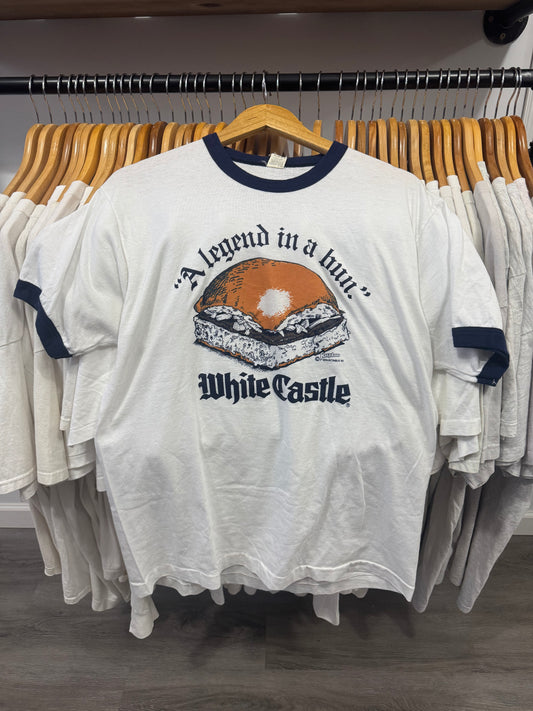 "A legend in a bun."
©
White Castle®